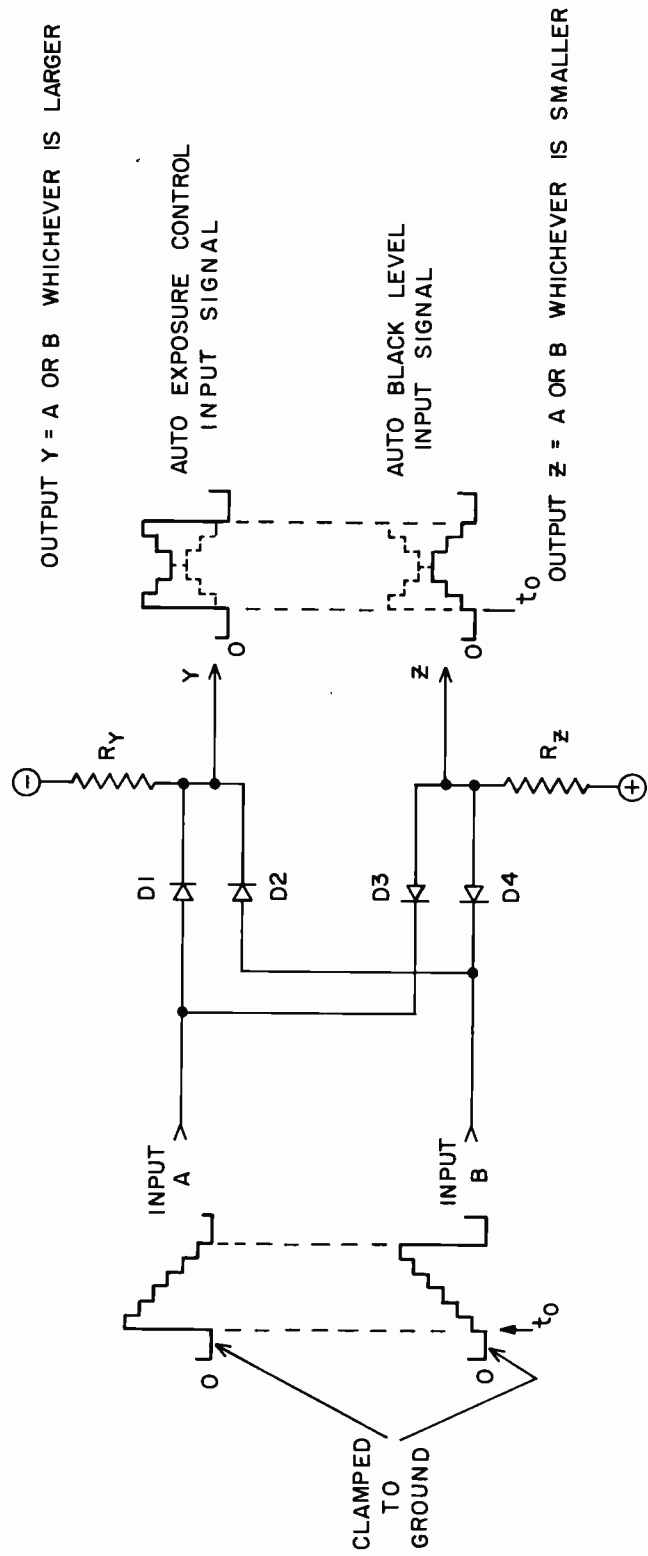 CLAMPED
TO
GROUND
0
0
t0
INPUT
A
INPUT
B
D1
D2
D3
D4
−
RY
RZ
+
Y
Z
0
0
t0
OUTPUT Y = A OR B WHICHEVER IS LARGER
AUTO EXPOSURE CONTROL
INPUT SIGNAL
AUTO BLACK LEVEL
INPUT SIGNAL
OUTPUT Z = A OR B WHICHEVER IS SMALLER